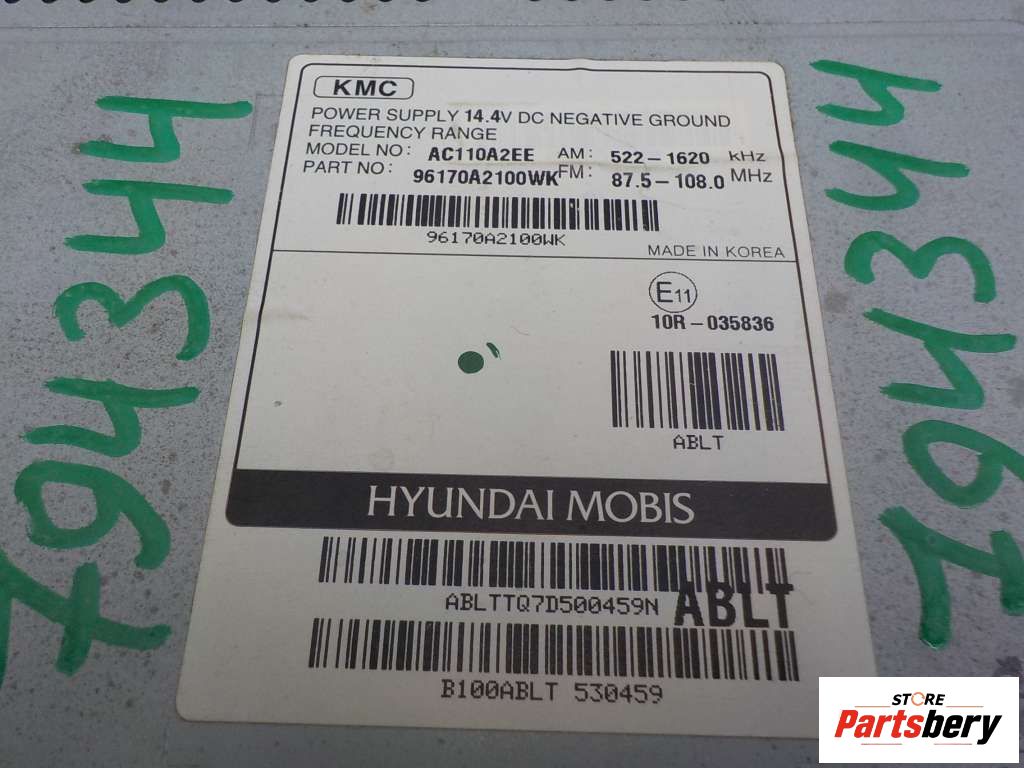 KMC
POWER SUPPLY 14.4V DC NEGATIVE GROUND
FREQUENCY RANGE
MODEL NO: AC110A2EE AM: 522-1620 kHz
PART NO: 96170A2100WK FM: 87.5-108.0 MHz
96170A2100WK
MADE IN KOREA
E11
10R-035836
ABLT
HYUNDAI MOBIS
ABLTTQ7D500459N ABLT
B100ABLT 530459
794344
794344
STORE
Partsbery